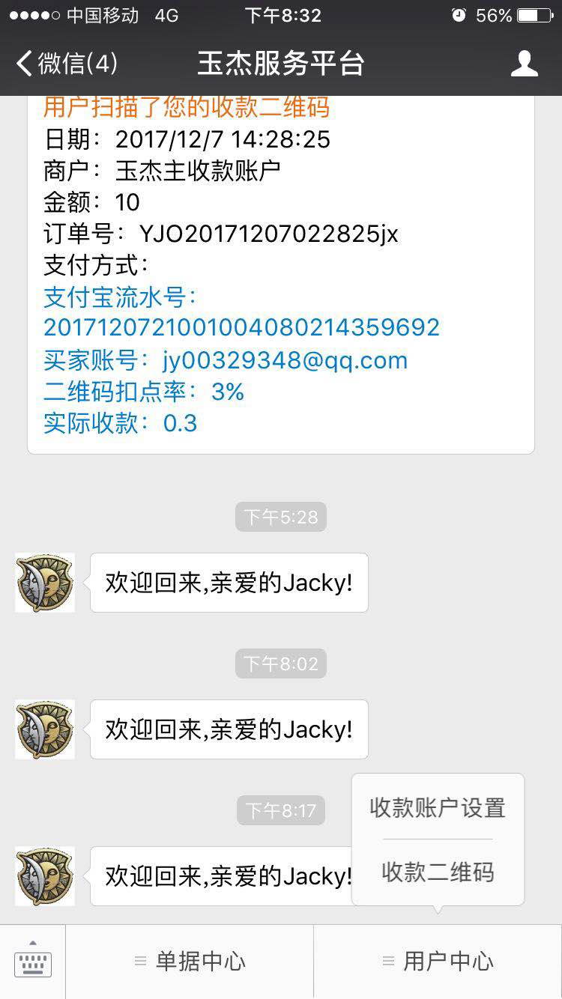 中国移动 4G 下午8:32 56%
微信(4) 玉杰服务平台
用户扫描了您的收款二维码
日期：2017/12/7 14:28:25
商户：玉杰主收款账户
金额：10
订单号：YJO20171207022825jx
支付方式：
支付宝流水号：
2017120721001004080214359692
买家账号：jy00329348@qq.com
二维码扣点率：3%
实际收款：0.3
下午5:28
欢迎回来,亲爱的Jacky!
下午8:02
欢迎回来,亲爱的Jacky!
下午8:17
欢迎回来,亲爱的Jacky!
收款账户设置
收款二维码
单据中心 用户中心